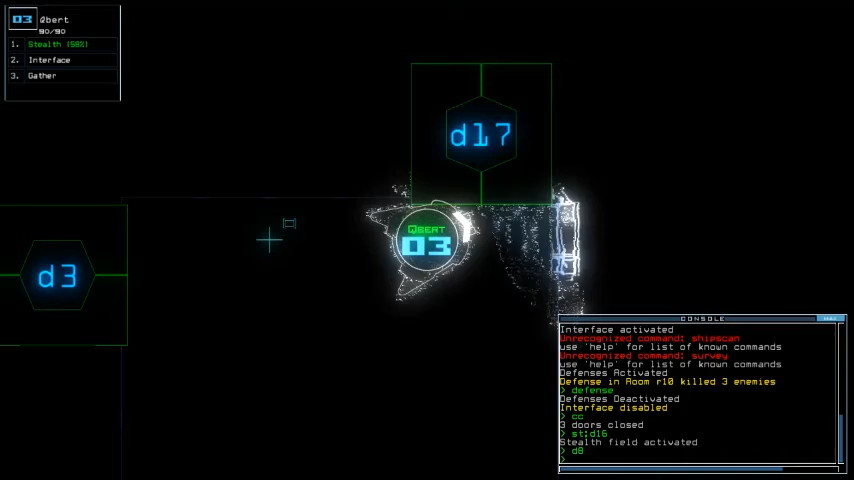 03 Qbert
90/90
1. Stealth (58%)
2. Interface
3. Gather
d17
QBERT
03
d3
CONSOLE
Interface activated
Unrecognized command: shipscan
use 'help' for list of known commands
Unrecognized command: survey
use 'help' for list of known commands
Defenses Activated
Defense in Room r10 killed 3 enemies
> defense
Defenses Deactivated
Interface disabled
> cc
3 doors closed
> st;d16
Stealth field activated
> d8
>